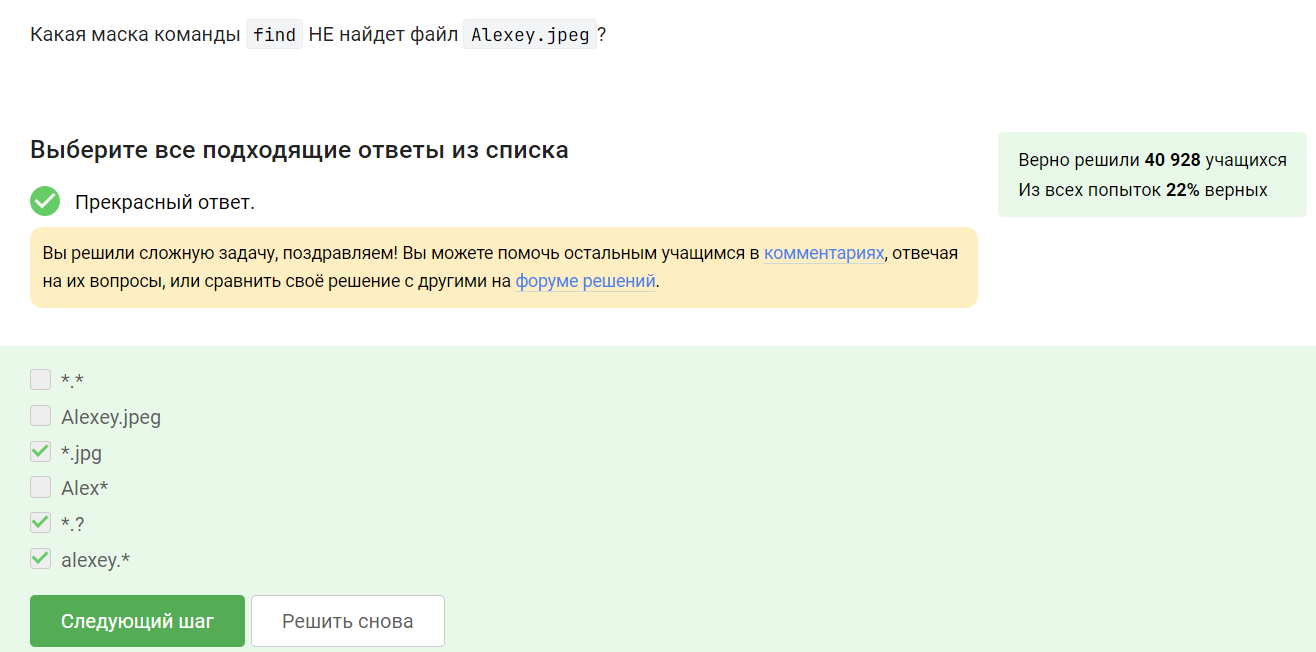 Какая маска команды find НЕ найдет файл Alexey.jpeg?
Выберите все подходящие ответы из списка
Прекрасный ответ.
Вы решили сложную задачу, поздравляем! Вы можете помочь остальным учащимся в комментариях, отвечая
на их вопросы, или сравнить своё решение с другими на форуме решений.
Верно решили 40 928 учащихся
Из всех попыток 22% верных
*.*
Alexey.jpeg
*.jpg
Alex*
*.?
alexey.*
Следующий шаг
Решить снова